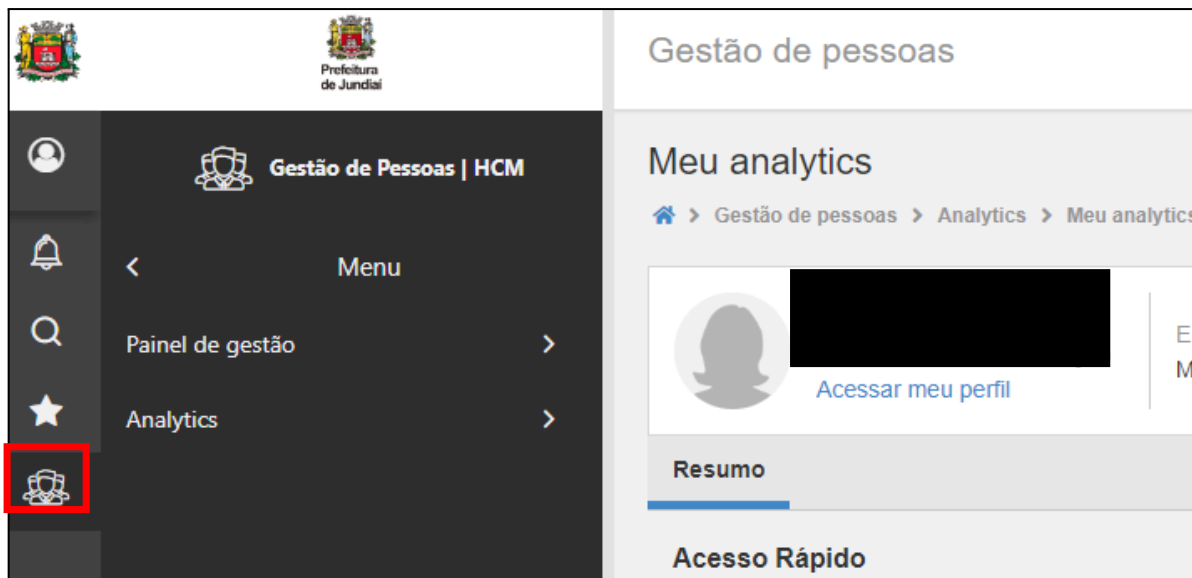 Prefeitura
de Jundiaí
Gestão de Pessoas | HCM
Menu
Painel de gestão
Analytics
Gestão de pessoas
Meu analytics
Gestão de pessoas > Analytics > Meu analytics
Acessar meu perfil
E
M
Resumo
Acesso Rápido